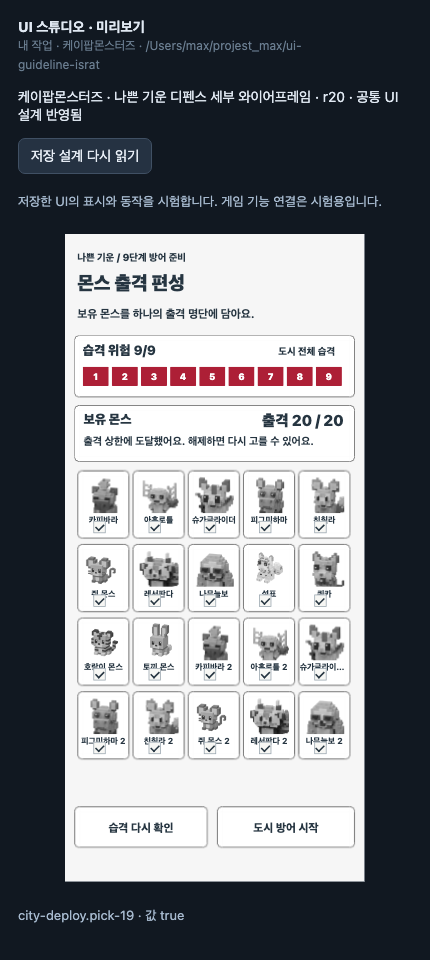 UI 스튜디오 · 미리보기
내 작업 · 케이팝몬스터즈 · /Users/max/projest_max/ui-
guideline-israt
케이팝몬스터즈 · 나쁜 기운 디펜스 세부 와이어프레임 · r20 · 공통 UI
설계 반영됨
저장 설계 다시 읽기
저장한 UI의 표시와 동작을 시험합니다. 게임 기능 연결은 시험용입니다.
나쁜 기운 / 9단계 방어 준비
몬스 출격 편성
보유 몬스를 하나의 출격 명단에 담아요.
습격 위험 9/9 도시 전체 습격
1 2 3 4 5 6 7 8 9
보유 몬스 출격 20 / 20
출격 상한에 도달했어요. 해제하면 다시 고를 수 있어요.
카피바라 아홀로틀 슈가글라이더 피그미하마 친칠라
쥐 몬스 레서판다 나무늘보
호랑이 몬스 토끼 몬스 카피바라 2 아홀로틀 2 슈가글라이...
피그미하마 2 친칠라 2 쥐 몬스 2 레서판다 2 나무늘보 2
습격 다시 확인 도시 방어 시작
city-deploy.pick-19 · 값 true